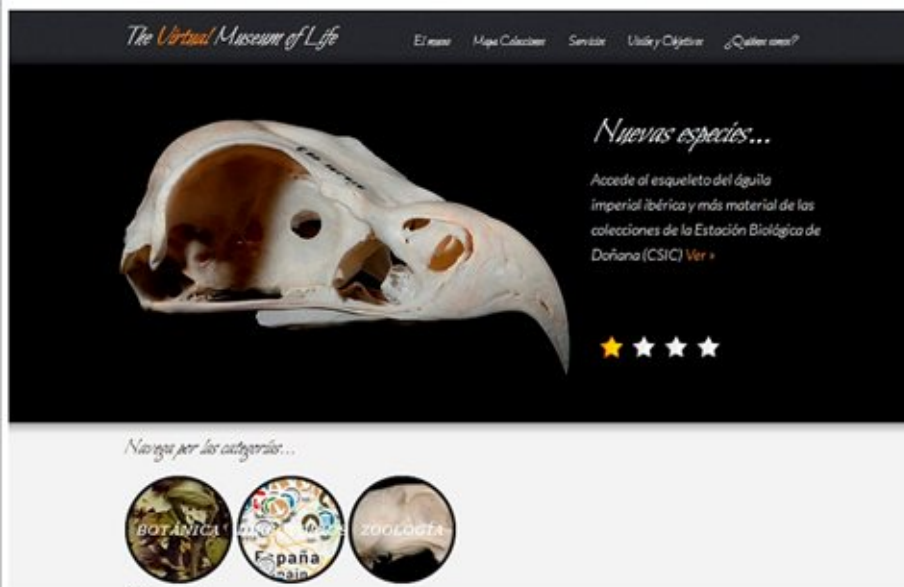 The Virtual Museum of Life
El museo Mapa Colecciones Servicios Visión y Objetivos ¿Quiénes somos?
Nuevas especies...
Accede al esqueleto del águila
imperial ibérica y más material de las
colecciones de la Estación Biológica de
Doñana (CSIC) Ver »
Navega por las categorías...
BOTÁNICA ZOOLOGÍA
España